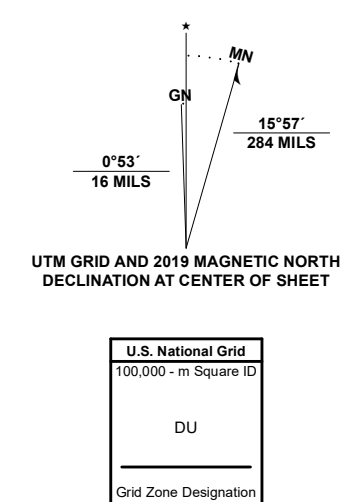 ★
MN
GN
15°57´
284 MILS
0°53´
16 MILS
UTM GRID AND 2019 MAGNETIC NORTH
DECLINATION AT CENTER OF SHEET
U.S. National Grid
100,000 - m Square ID
DU
Grid Zone Designation